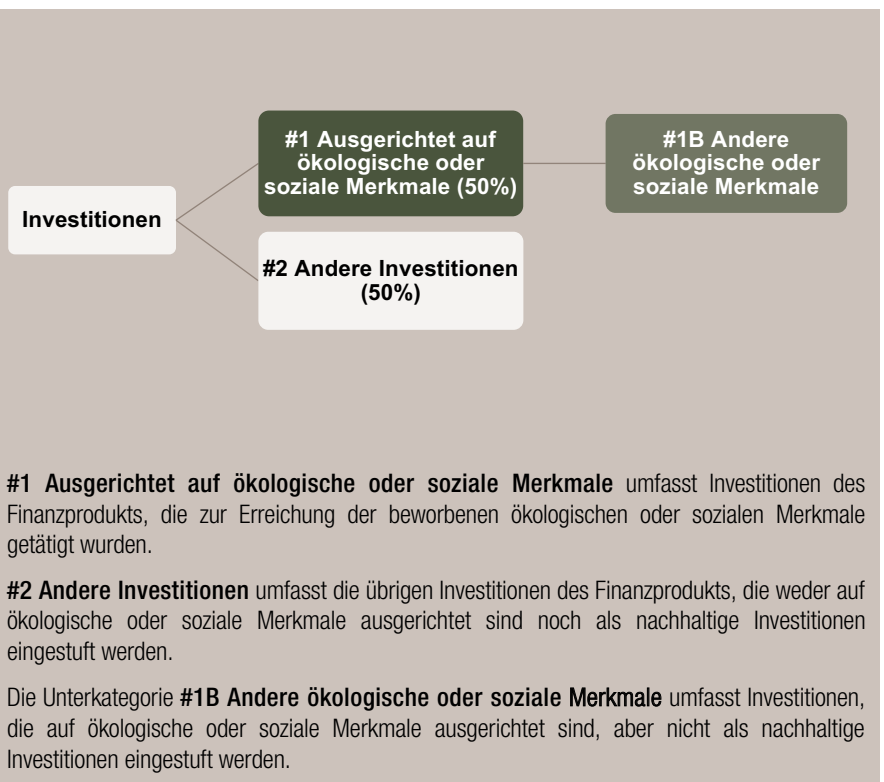 #1 Ausgerichtet auf
ökologische oder
soziale Merkmale (50%)
#1B Andere
ökologische oder
soziale Merkmale
Investitionen
#2 Andere Investitionen
(50%)
#1 Ausgerichtet auf ökologische oder soziale Merkmale umfasst Investitionen des
Finanzprodukts, die zur Erreichung der beworbenen ökologischen oder sozialen Merkmale
getätigt wurden.
#2 Andere Investitionen umfasst die übrigen Investitionen des Finanzprodukts, die weder auf
ökologische oder soziale Merkmale ausgerichtet sind noch als nachhaltige Investitionen
eingestuft werden.
Die Unterkategorie #1B Andere ökologische oder soziale Merkmale umfasst Investitionen,
die auf ökologische oder soziale Merkmale ausgerichtet sind, aber nicht als nachhaltige
Investitionen eingestuft werden.